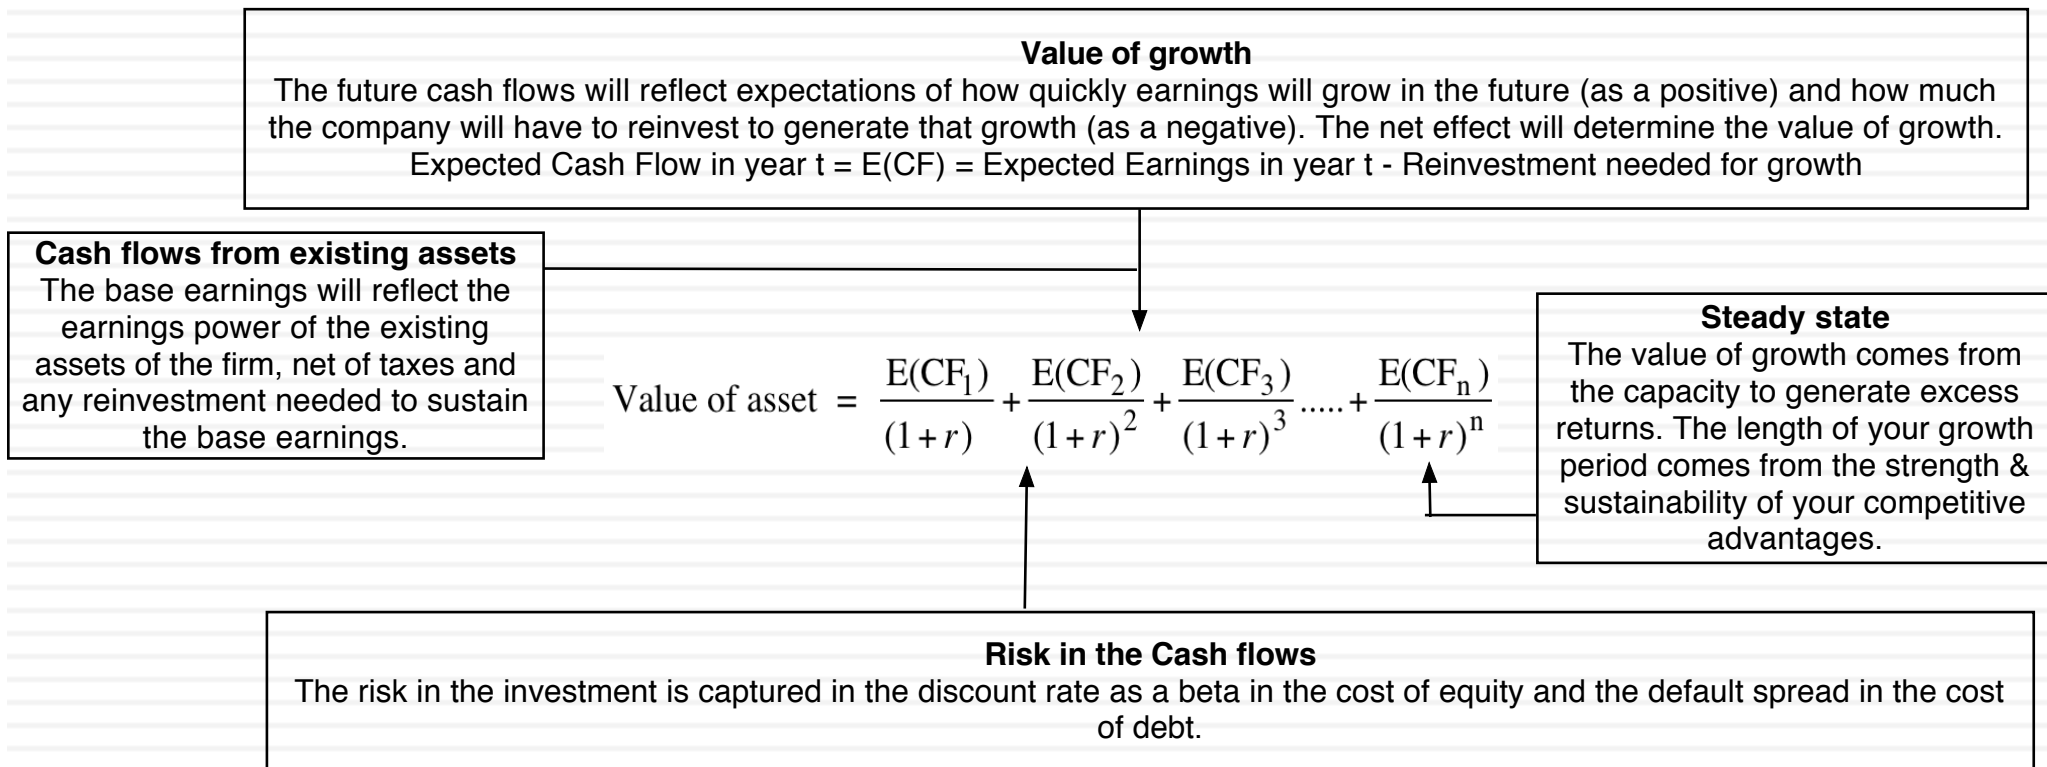 Value of growth
The future cash flows will reflect expectations of how quickly earnings will grow in the future (as a positive) and how much
the company will have to reinvest to generate that growth (as a negative). The net effect will determine the value of growth.
Expected Cash Flow in year t = E(CF) = Expected Earnings in year t - Reinvestment needed for growth
Cash flows from existing assets
The base earnings will reflect the
earnings power of the existing
assets of the firm, net of taxes and
any reinvestment needed to sustain
the base earnings.
Value of asset = E(CF₁)/(1+r) + E(CF₂)/(1+r)² + E(CF₃)/(1+r)³ ..... + E(CFₙ)/(1+r)ⁿ
Steady state
The value of growth comes from
the capacity to generate excess
returns. The length of your growth
period comes from the strength &
sustainability of your competitive
advantages.
Risk in the Cash flows
The risk in the investment is captured in the discount rate as a beta in the cost of equity and the default spread in the cost
of debt.